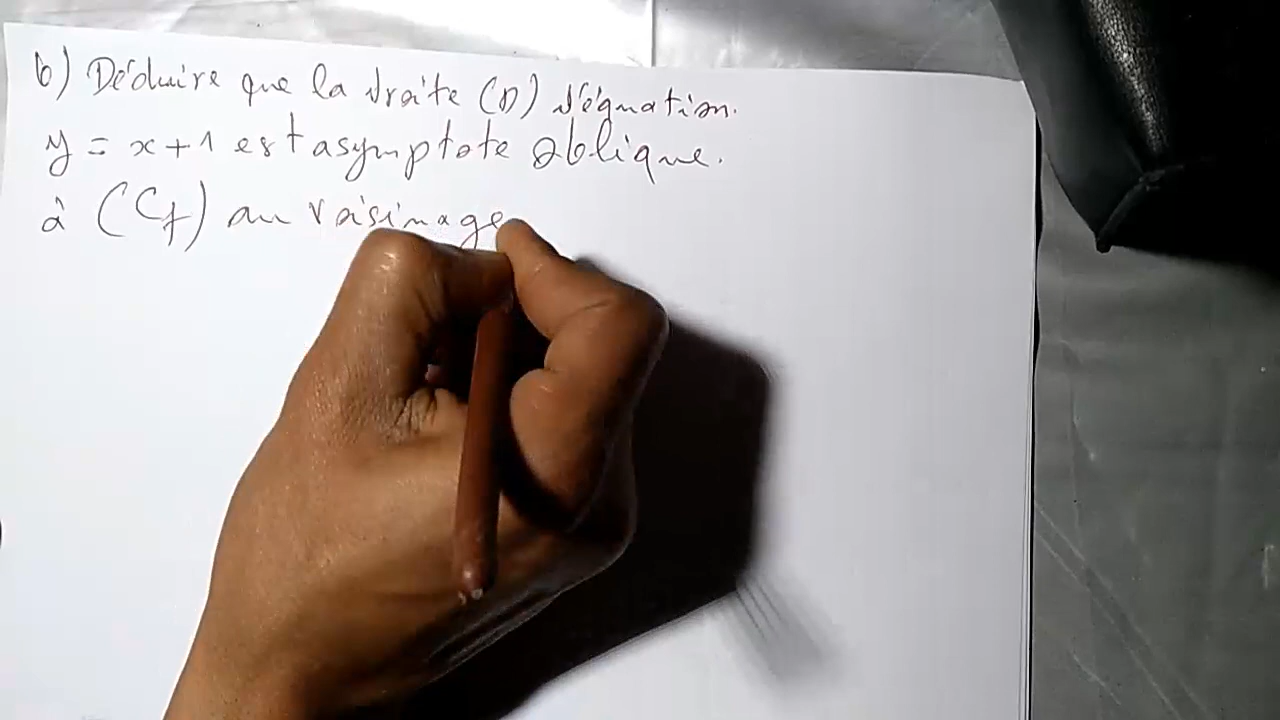 b) Déduire que la droite (D) d'équation.
y = x + 1 est asymptote oblique.
à (Cf) au voisinage